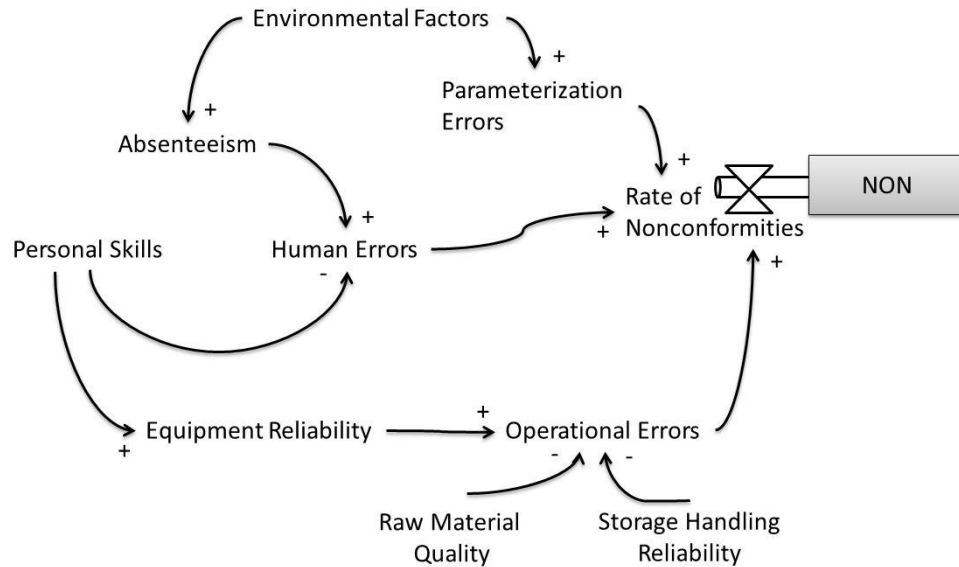 Environmental Factors
+
+
Parameterization
Errors
Absenteeism
+
Rate of
Nonconformities
NON
+
+
Personal Skills
Human Errors
-
+
+
+
Equipment Reliability
Operational Errors
-
-
Raw Material
Quality
Storage Handling
Reliability